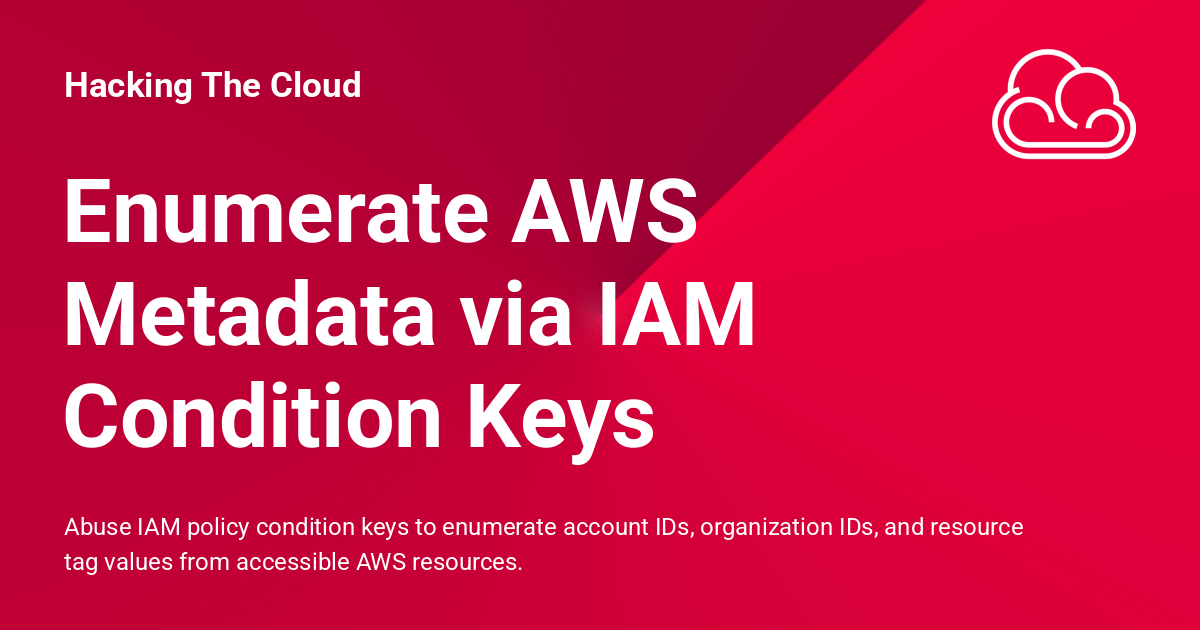 Hacking The Cloud
Enumerate AWS
Metadata via IAM
Condition Keys
Abuse IAM policy condition keys to enumerate account IDs, organization IDs, and resource
tag values from accessible AWS resources.